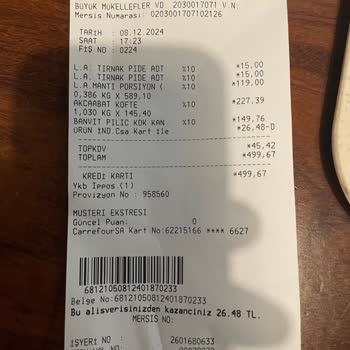 BÜYÜK MÜKELLEFLER VD. 2030017071 V.N.
Mersis Numarası: 0203001707102126
TARİH : 08.12.2024
SAAT : 17:23
FİŞ NO : 0224
L.A. TIRNAK PIDE ADT %10 *15,00
L.A. TIRNAK PIDE ADT %10 *15,00
L.A.MANTI PORSIYON ( %10 *119,00
0,386 KG X 589,10
AKCAABAT KOFTE %10 *227,39
1,030 KG X 145,40
BANVIT PILIC KOK KAN %10 *149,76
ÜRÜN IND.Csa Kart ile *26,48-D
TOPKDV *45,42
TOPLAM *499,67
KREDI KARTI *499,67
Ykb Ippos (1)
Provizyon No : 958560
MUSTERI EKSTRESI
Güncel Puan: 0
CarrefourSA Kart No:62215166 **** 6627
68121050812401870233
Belge No:68121050812401870233
Bu alisverisinizden kazanciniz 26.48 TL.
MERSIS NO:
İŞYERİ NO: 2601680633